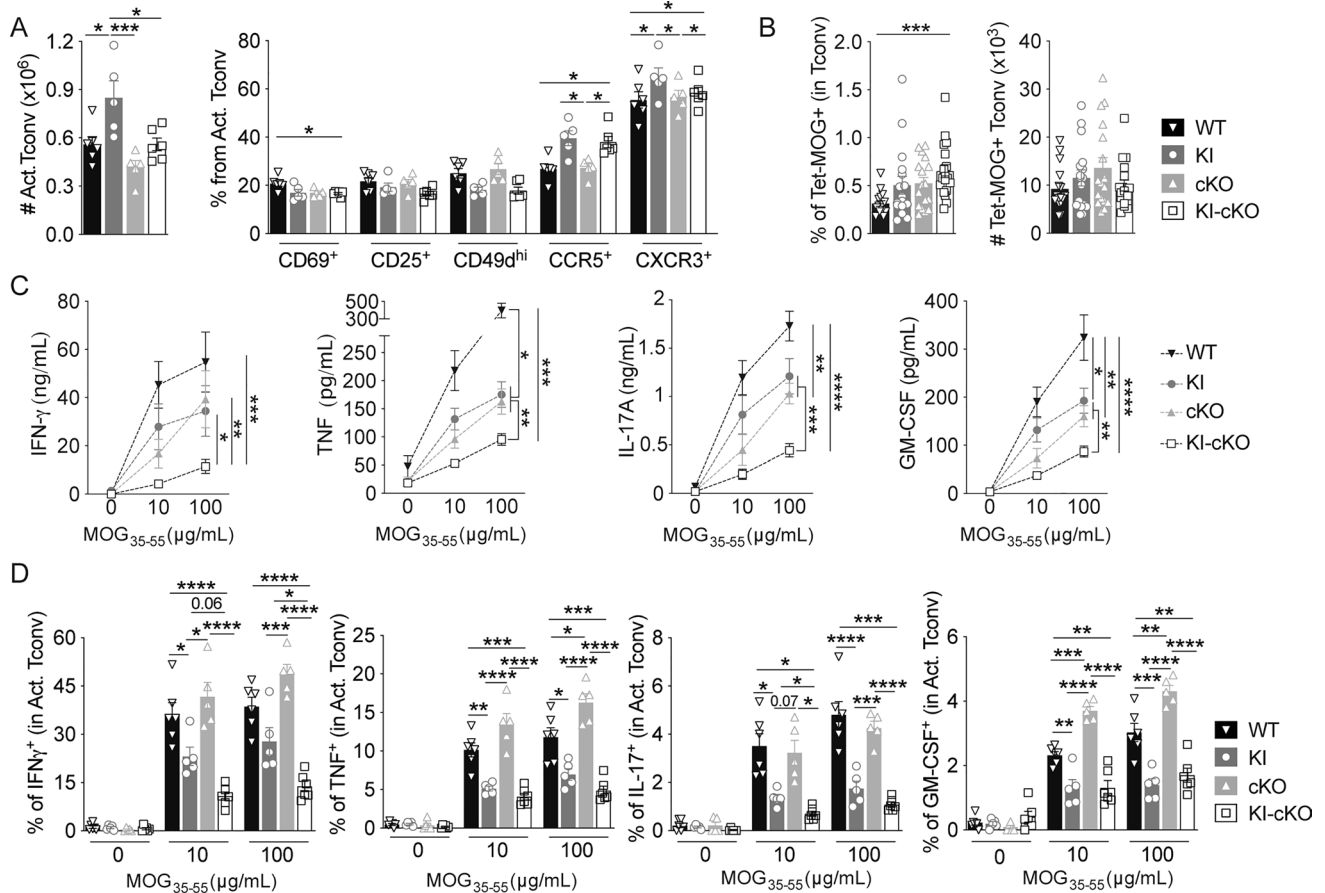 A
# Act.Tconv (x10⁶)
1.2
0.9
0.6
0.3
0.0
*
***
*
% from Act. Tconv
80
60
40
20
0
*
*
*
*
*
*
*
*
CD69⁺
CD25⁺
CD49dʰⁱ
CCR5⁺
CXCR3⁺
B
% of Tet-MOG+ (in Tconv)
2.0
1.5
1.0
0.5
0.0
***
# Tet-MOG+ Tconv (x10³)
40
30
20
10
0
WT
KI
cKO
KI-cKO
C
IFN-γ (ng/mL)
80
60
40
20
0
0 10 100
MOG₃₅₋₅₅(µg/mL)
*
**
****
TNF (pg/mL)
500
300
250
200
150
100
50
0
0 10 100
MOG₃₅₋₅₅(µg/mL)
*
**
***
IL-17A (ng/mL)
2
1.5
1
0.5
0
0 10 100
MOG₃₅₋₅₅(µg/mL)
**
***
****
GM-CSF (pg/mL)
400
300
200
100
0
0 10 100
MOG₃₅₋₅₅(µg/mL)
*
**
**
****
WT
KI
cKO
KI-cKO
D
% of IFNγ⁺ (in Act. Tconv)
60
45
30
15
0
****
0.06
* * ****
****
*
*** ****
0 10 100
MOG₃₅₋₅₅ (µg/mL)
% of TNF⁺ (in Act. Tconv)
25
20
15
10
5
0
***
****
** ****
***
* ****
****
*
0 10 100
MOG₃₅₋₅₅ (µg/mL)
% of IL-17⁺ (in Act. Tconv)
8
6
4
2
0
*
*
* 0.07 *
***
****
****
***
0 10 100
MOG₃₅₋₅₅ (µg/mL)
% of GM-CSF⁺ (in Act. Tconv)
6
4
2
0
**
***
****
****
**
**
**
****
****
***
0 10 100
MOG₃₅₋₅₅ (µg/mL)
WT
KI
cKO
KI-cKO